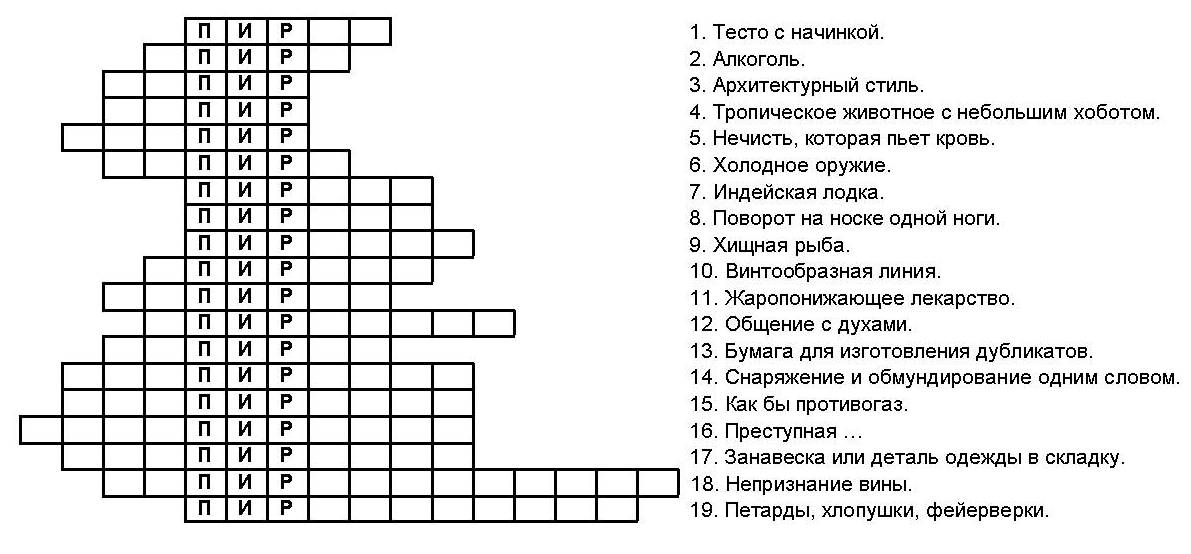 П И Р 1. Тесто с начинкой.
П И Р 2. Алкоголь.
П И Р 3. Архитектурный стиль.
П И Р 4. Тропическое животное с небольшим хоботом.
П И Р 5. Нечисть, которая пьет кровь.
П И Р 6. Холодное оружие.
П И Р 7. Индейская лодка.
П И Р 8. Поворот на носке одной ноги.
П И Р 9. Хищная рыба.
П И Р 10. Винтообразная линия.
П И Р 11. Жаропонижающее лекарство.
П И Р 12. Общение с духами.
П И Р 13. Бумага для изготовления дубликатов.
П И Р 14. Снаряжение и обмундирование одним словом.
П И Р 15. Как бы противогаз.
П И Р 16. Преступная …
П И Р 17. Занавеска или деталь одежды в складку.
П И Р 18. Непризнание вины.
П И Р 19. Петарды, хлопушки, фейерверки.